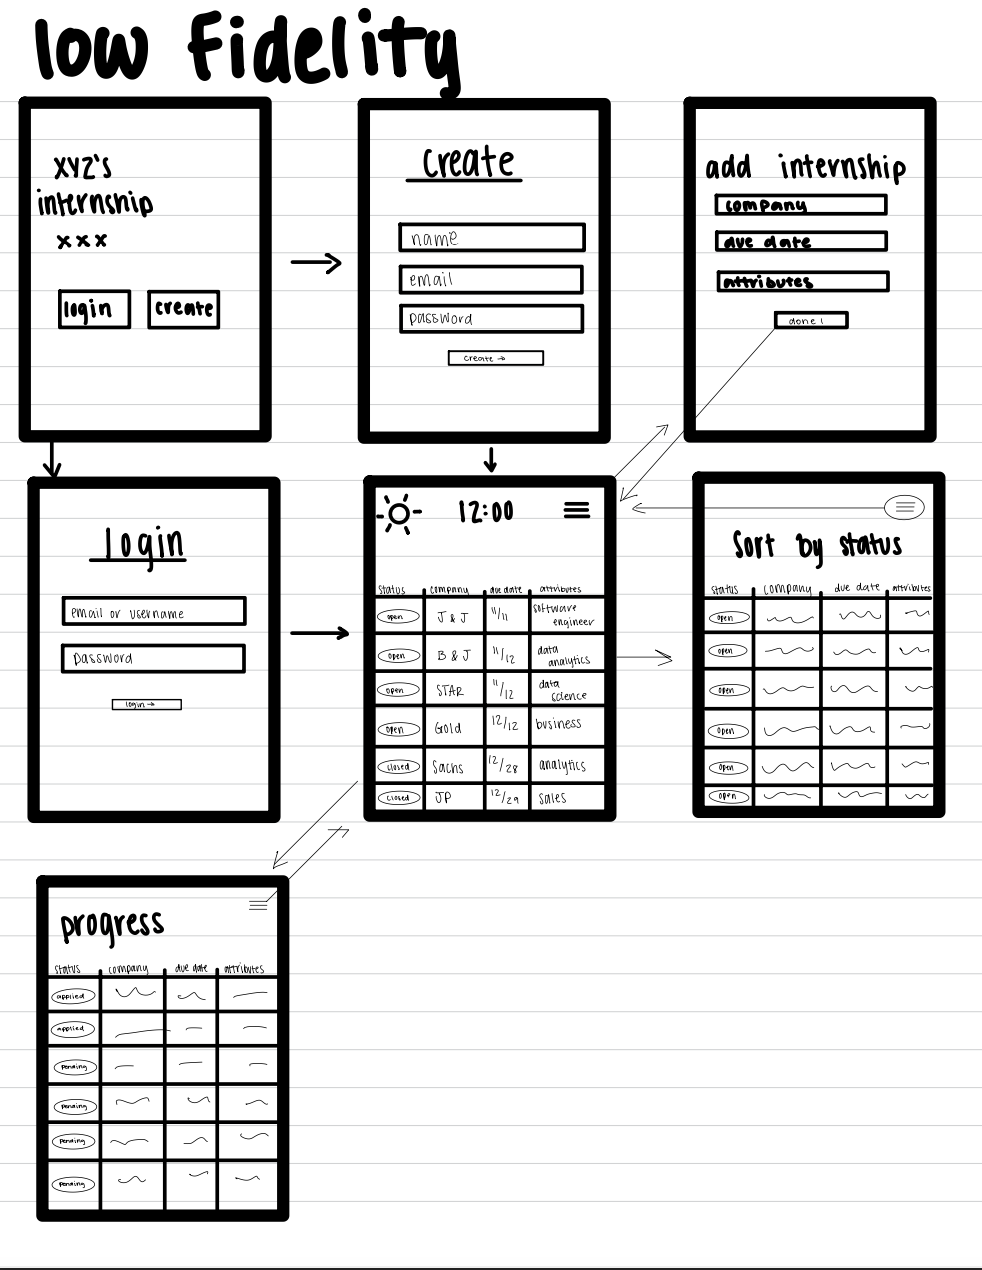 low Fidelity
XYZ's
internship
xxx
login
create
create
name
email
password
create →
add internship
company
due date
attributes
done!
login
email or username
password
login →
12:00
status company due date attributes
open J & J 11/11 software engineer
open B & J 11/12 data analytics
open STAR 11/12 data science
open Gold 12/12 business
closed Sachs 12/28 analytics
closed JP 12/29 sales
Sort by status
status company due date attributes
open
open
open
open
open
open
progress
status company due date attributes
applied
applied
pending
pending
pending
pending